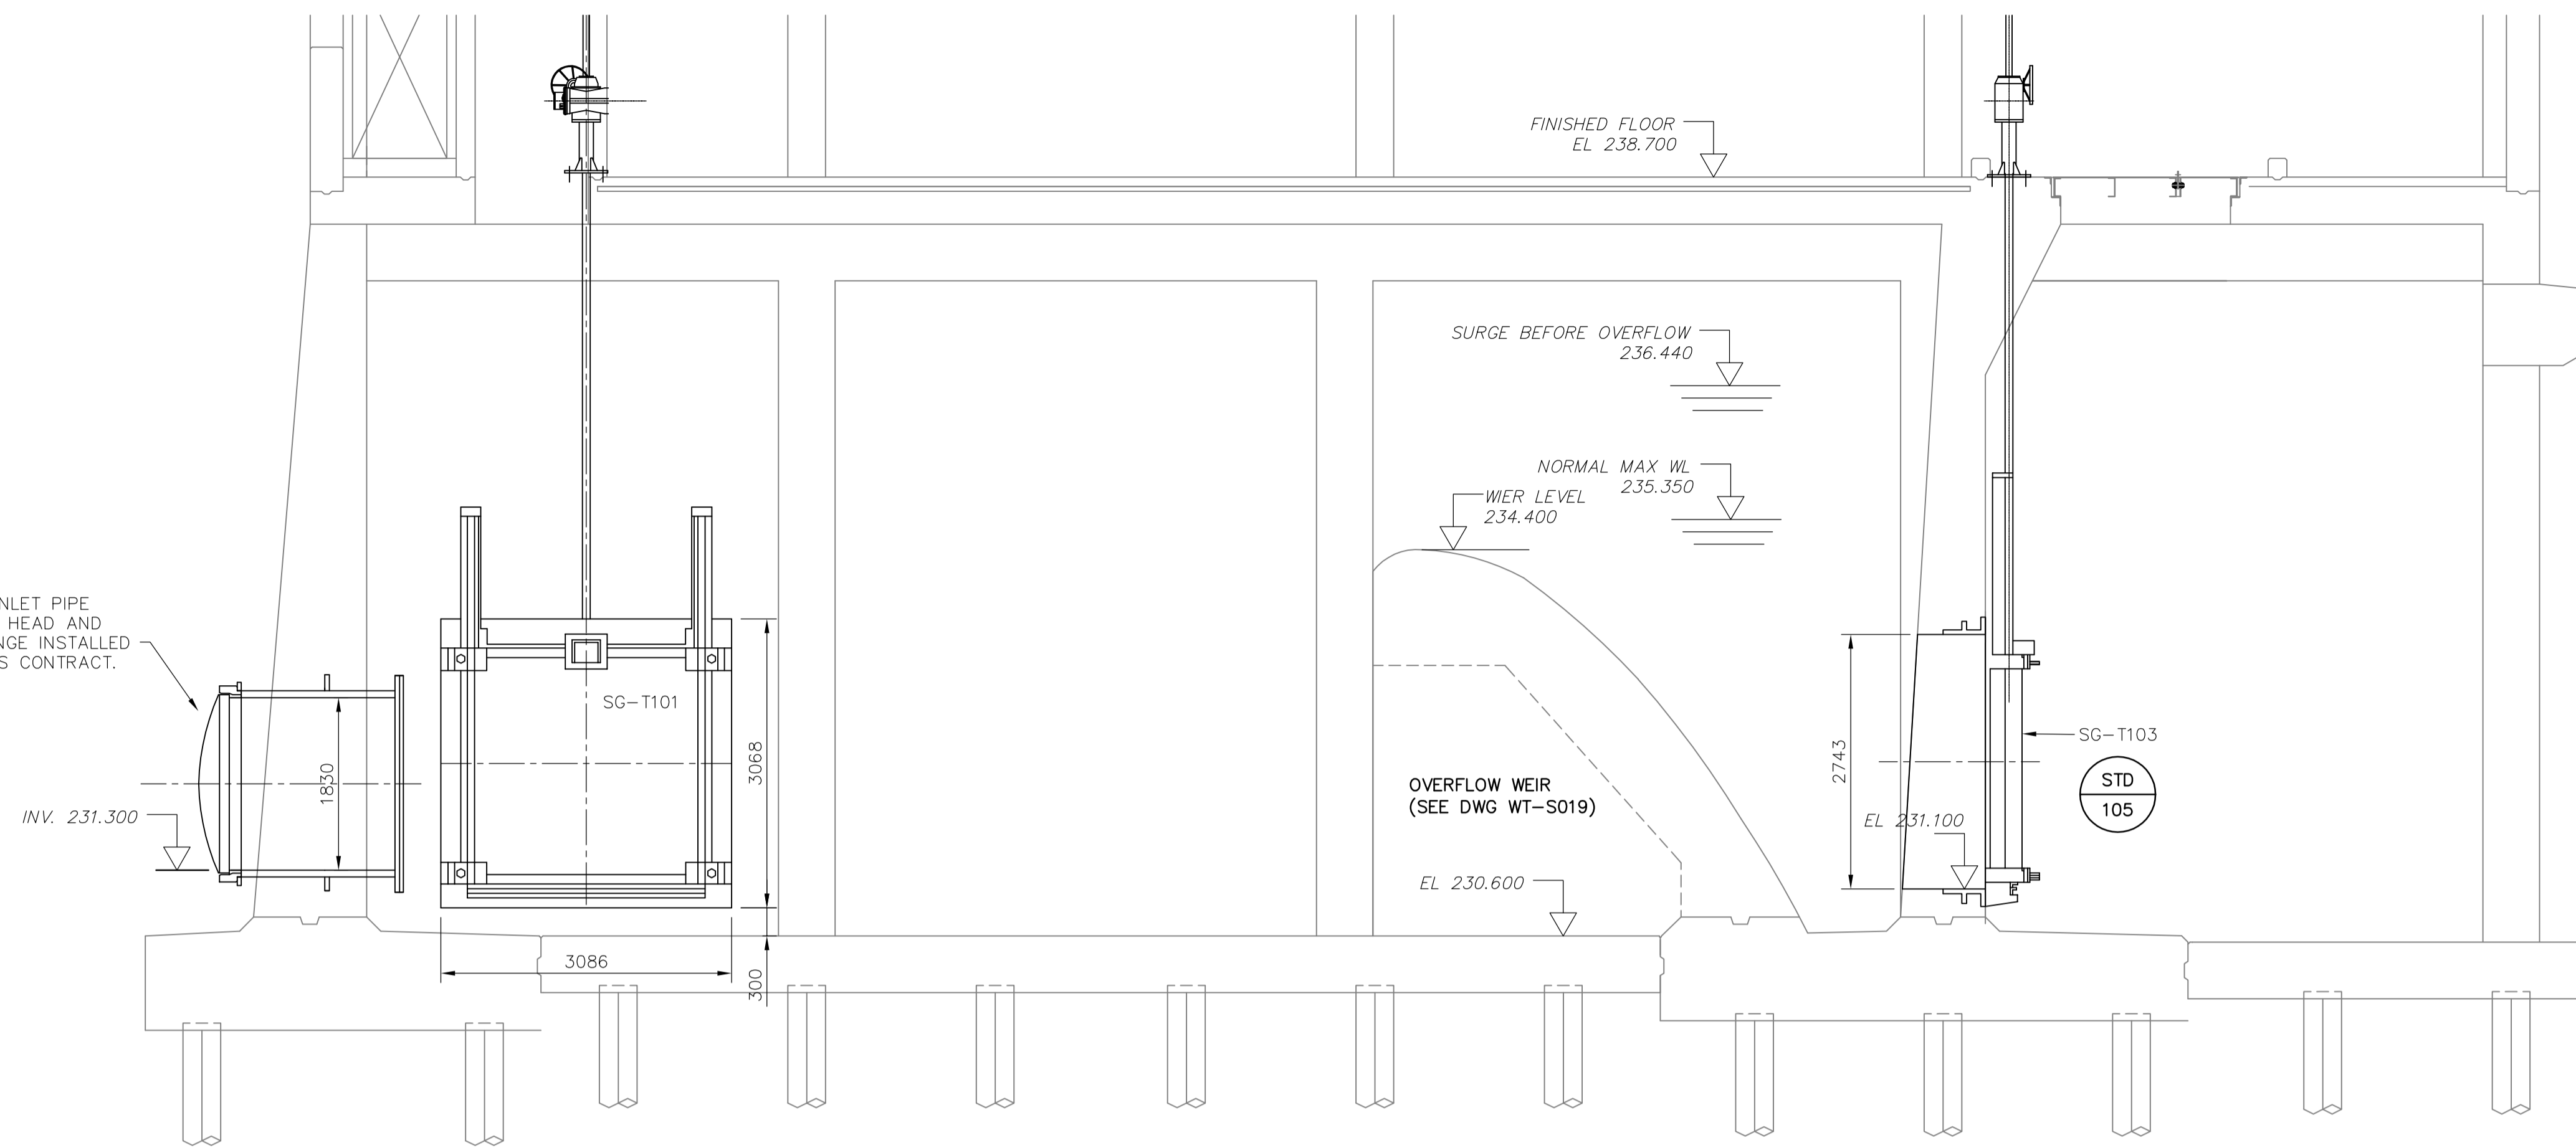 FINISHED FLOOR
EL 238.700
SURGE BEFORE OVERFLOW
236.440
NORMAL MAX WL
235.350
WIER LEVEL
234.400
NLET PIPE
HEAD AND
NGE INSTALLED
S CONTRACT.
SG-T101
3068
1830
INV. 231.300
3086
300
OVERFLOW WEIR
(SEE DWG WT-S019)
EL 230.600
2743
SG-T103
STD
105
EL 231.100